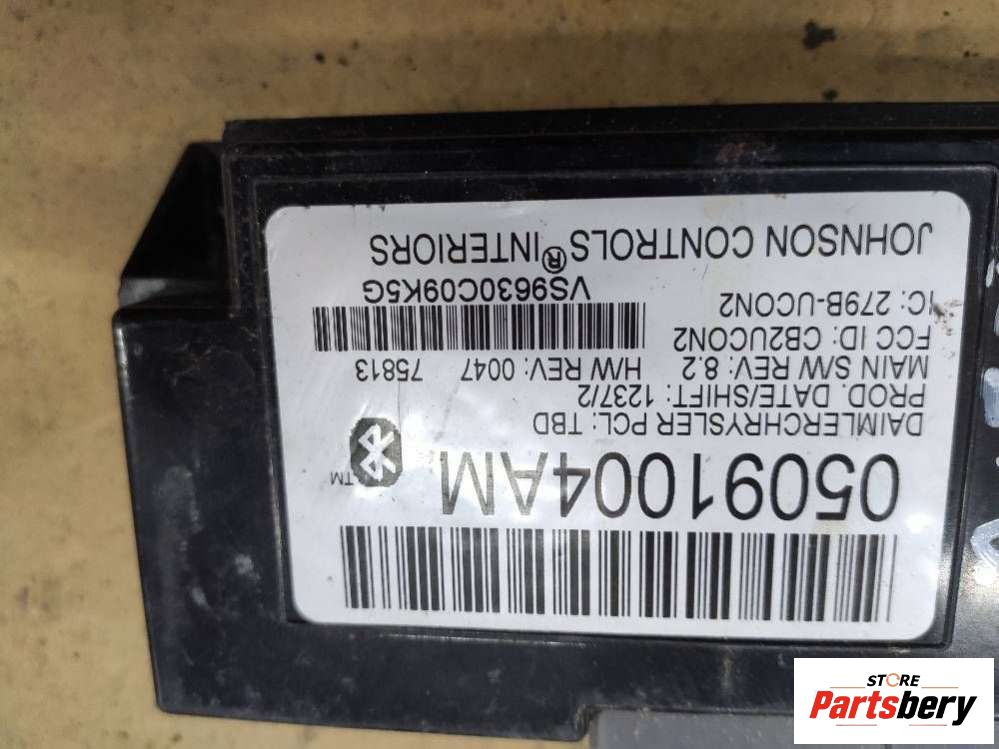 05091004AM
™
DAIMLERCHRYSLER PCL: TBD
PROD. DATE/SHIFT: 1237/2
MAIN S/W REV: 8.2 H/W REV: 0047 75813
FCC ID: CB2UCON2
IC: 279B-UCON2
VS9630C09K5G
JOHNSON CONTROLS® INTERIORS
STORE
Partsbery